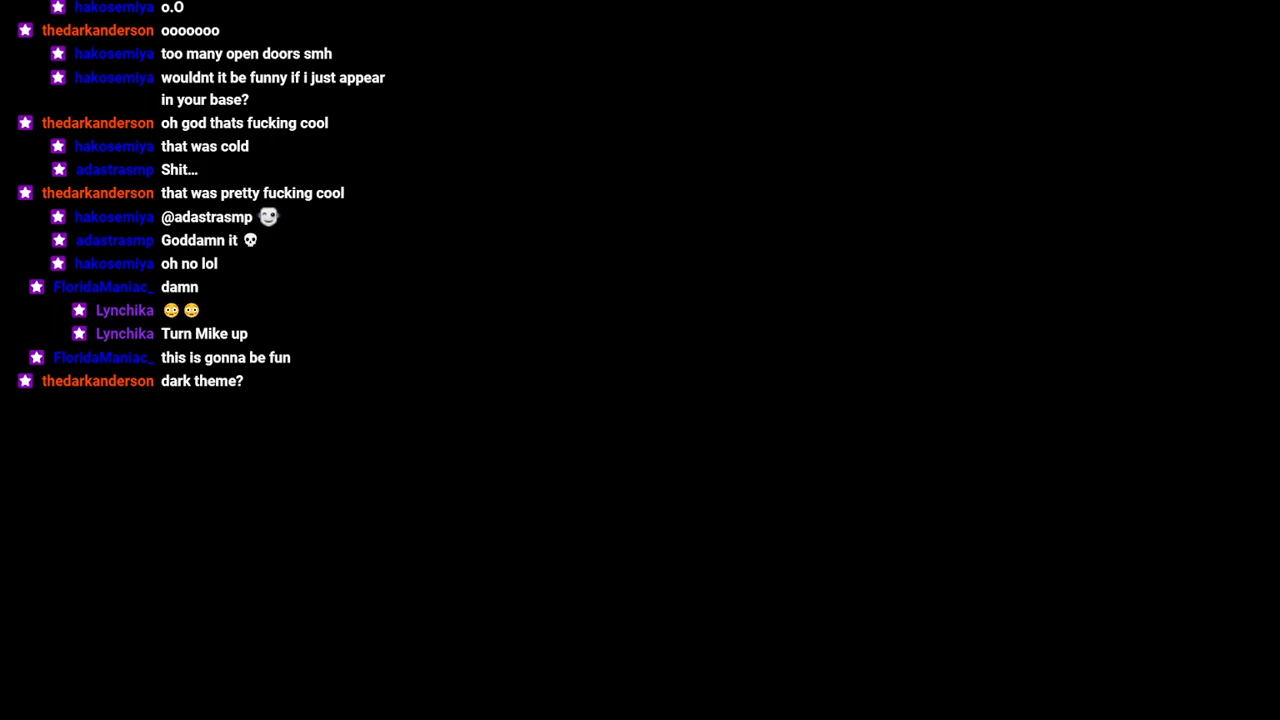 hakosemiya o.O
thedarkanderson ooooooo
hakosemiya too many open doors smh
hakosemiya wouldnt it be funny if i just appear
in your base?
thedarkanderson oh god thats fucking cool
hakosemiya that was cold
adastrasmp Shit...
thedarkanderson that was pretty fucking cool
hakosemiya @adastrasmp
adastrasmp Goddamn it 💀
hakosemiya oh no lol
FloridaManiac_ damn
Lynchika 😳 😳
Lynchika Turn Mike up
FloridaManiac_ this is gonna be fun
thedarkanderson dark theme?